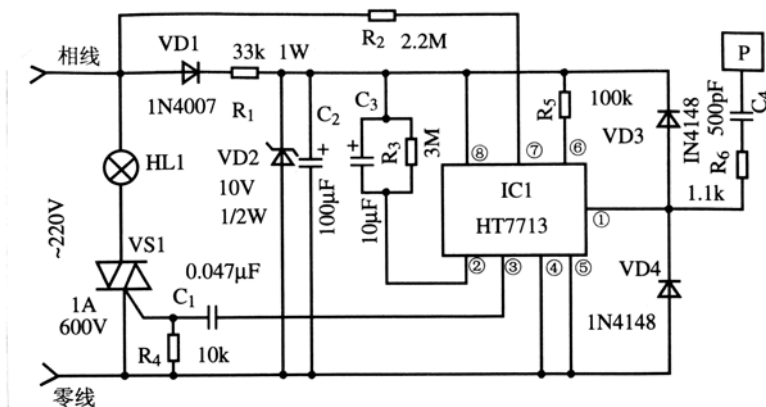 R2 2.2M
相线
VD1
33k 1W
1N4007
R1
C2
C3
R5
100k
P
500pF
C4
IN4148
VD3
HL1
VD2
10V
1/2W
+
100μF
+
10μF
R3
3M
⑧
⑦
⑥
IC1
HT7713
①
R6
1.1k
~220V
VS1
0.047μF
②
③
④
⑤
VD4
1A
600V
C1
1N4148
R4
10k
零线